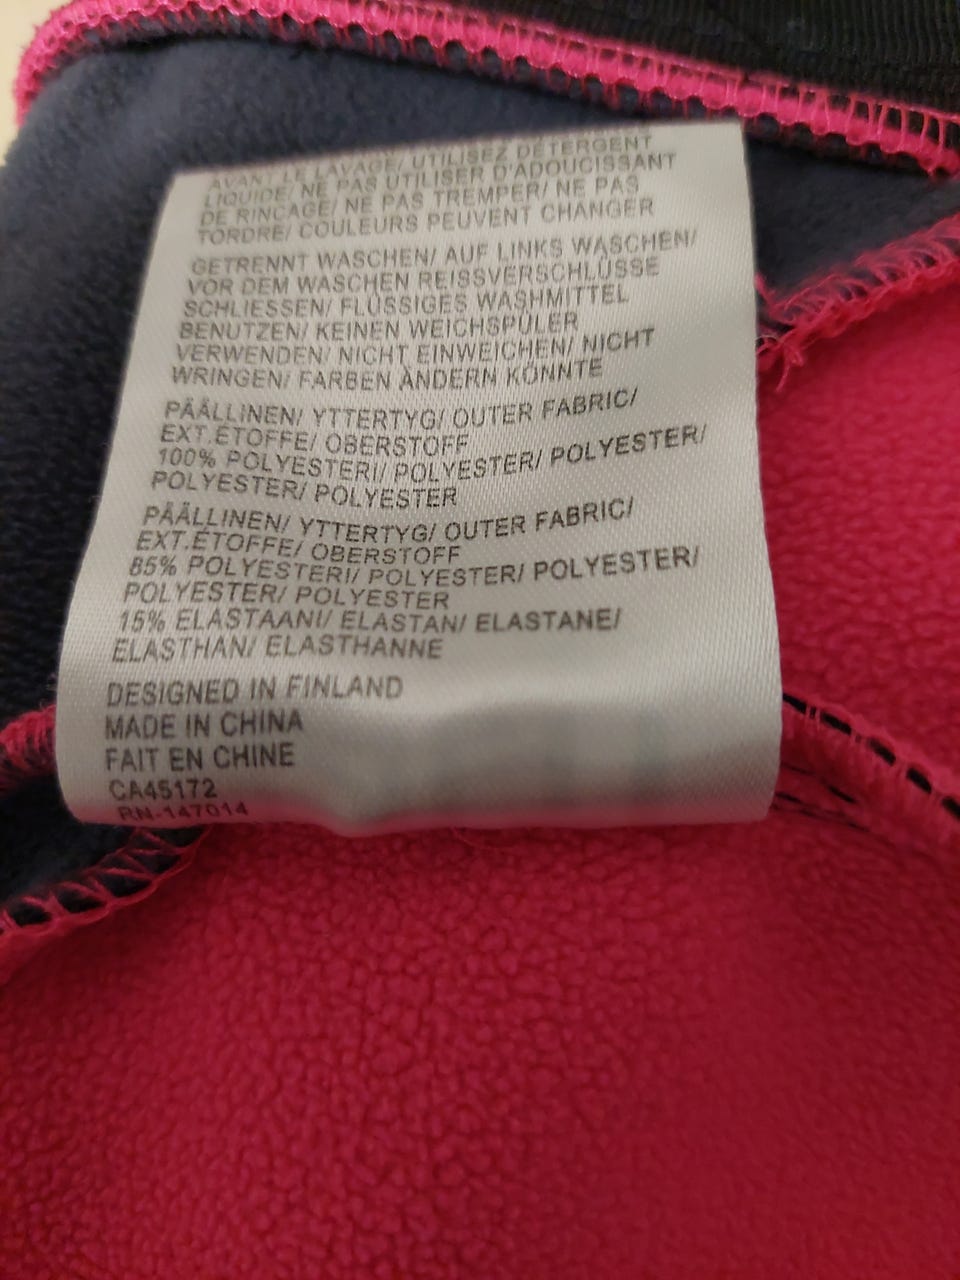 AVANT LE LAVAGE/ UTILISEZ DÉTERGENT
LIQUIDE/ NE PAS UTILISER D'ADOUCISSANT
DE RINCAGE/ NE PAS TREMPER/ NE PAS
TORDRE/ COULEURS PEUVENT CHANGER
GETRENNT WASCHEN/ AUF LINKS WASCHEN/
VOR DEM WASCHEN REISSVERSCHLÜSSE
SCHLIESSEN/ FLÜSSIGES WASHMITTEL
BENUTZEN/ KEINEN WEICHSPÜLER
VERWENDEN/ NICHT EINWEICHEN/ NICHT
WRINGEN/ FARBEN ÄNDERN KÖNNTE
PÄÄLLINEN/ YTTERTYG/ OUTER FABRIC/
EXT.ÉTOFFE/ OBERSTOFF
100% POLYESTERI/ POLYESTER/ POLYESTER/
POLYESTER/ POLYESTER
PÄÄLLINEN/ YTTERTYG/ OUTER FABRIC/
EXT.ÉTOFFE/ OBERSTOFF
85% POLYESTERI/ POLYESTER/ POLYESTER/
POLYESTER/ POLYESTER
15% ELASTAANI/ ELASTAN/ ELASTANE/
ELASTHAN/ ELASTHANNE
DESIGNED IN FINLAND
MADE IN CHINA
FAIT EN CHINE
CA45172
RN-147014